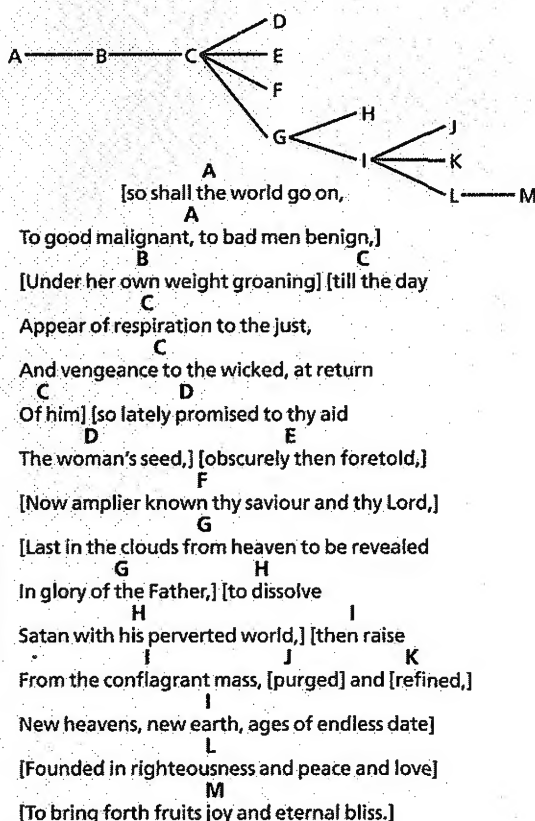 D
A B C E
F
H
G J
I K
L M
A
[so shall the world go on,
A
To good malignant, to bad men benign,]
B C
[Under her own weight groaning] [till the day
C
Appear of respiration to the just,
C
And vengeance to the wicked, at return
C D
Of him] [so lately promised to thy aid
D E
The woman's seed,] [obscurely then foretold,]
F
[Now amplier known thy saviour and thy Lord,]
G
[Last in the clouds from heaven to be revealed
G H
In glory of the Father,] [to dissolve
H I
Satan with his perverted world,] [then raise
I J K
From the conflagrant mass, [purged] and [refined,]
I
New heavens, new earth, ages of endless date]
L
[Founded in righteousness and peace and love]
M
[To bring forth fruits joy and eternal bliss.]